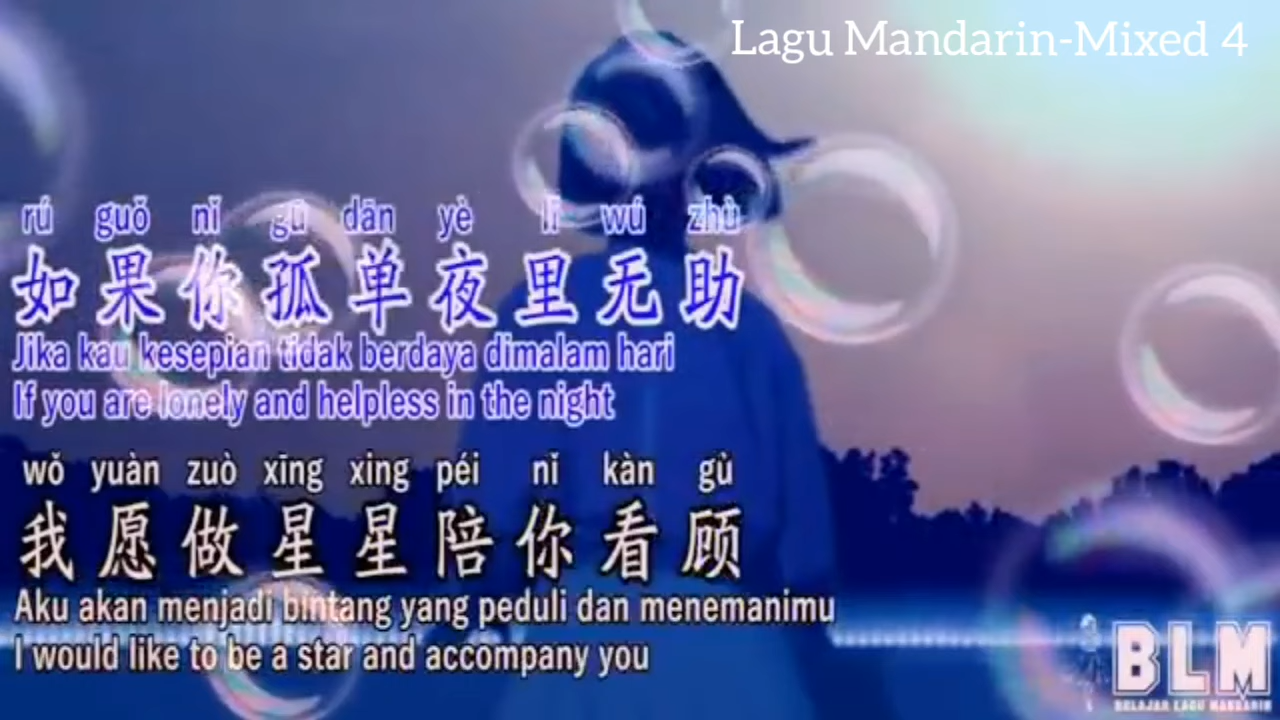 Lagu Mandarin-Mixed 4
rú guǒ nǐ gū dān yè lǐ wú zhù
如果你孤单夜里无助
Jika kau kesepian tidak berdaya dimalam hari
If you are lonely and helpless in the night
wǒ yuàn zuò xīng xing péi nǐ kàn gù
我愿做星星陪你看顾
Aku akan menjadi bintang yang peduli dan menemanimu
I would like to be a star and accompany you
BLM
BELAJAR LAGU MANDARIN